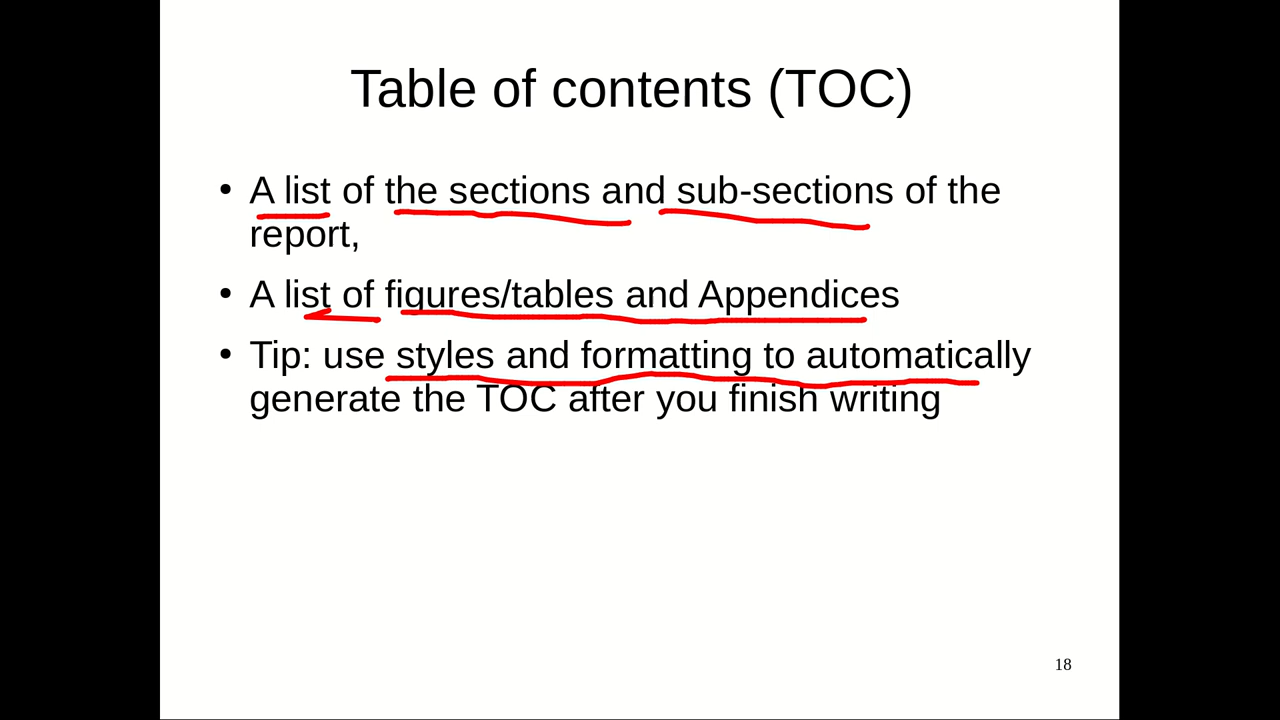 Table of contents (TOC)
• A list of the sections and sub-sections of the
report,
• A list of figures/tables and Appendices
• Tip: use styles and formatting to automatically
generate the TOC after you finish writing
18